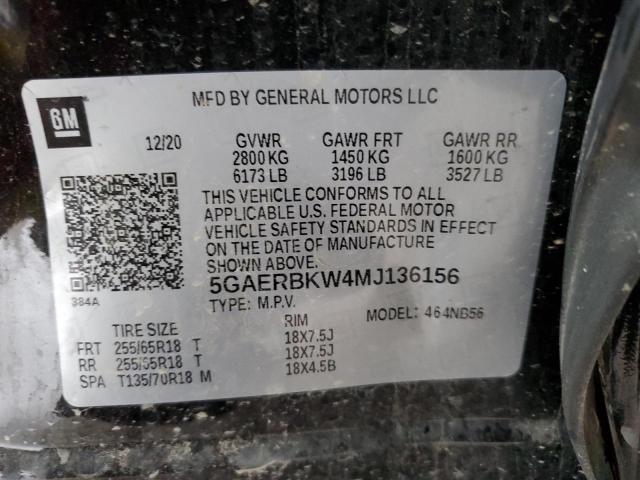 GM
MFD BY GENERAL MOTORS LLC
12/20 GVWR GAWR FRT GAWR RR
2800 KG 1450 KG 1600 KG
6173 LB 3196 LB 3527 LB
THIS VEHICLE CONFORMS TO ALL
APPLICABLE U.S. FEDERAL MOTOR
VEHICLE SAFETY STANDARDS IN EFFECT
ON THE DATE OF MANUFACTURE
SHOWN ABOVE.
384A
5GAERBKW4MJ136156
TYPE: M.P.V. MODEL: 464NB56
TIRE SIZE RIM
FRT 255/65R18 T 18X7.5J
RR 255/65R18 T 18X7.5J
SPA T135/70R18 M 18X4.5B